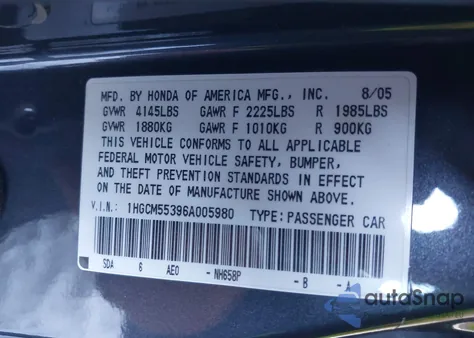 MFD. BY HONDA OF AMERICA MFG., INC. 8/05
GVWR 4145LBS GAWR F 2225LBS R 1985LBS
GVWR 1880KG GAWR F 1010KG R 900KG
THIS VEHICLE CONFORMS TO ALL APPLICABLE
FEDERAL MOTOR VEHICLE SAFETY, BUMPER,
AND THEFT PREVENTION STANDARDS IN EFFECT
ON THE DATE OF MANUFACTURE SHOWN ABOVE.
V.I.N.: 1HGCM55396A005980 TYPE: PASSENGER CAR
SDA 6 AE0 -NH658P -B -A
autoSnap